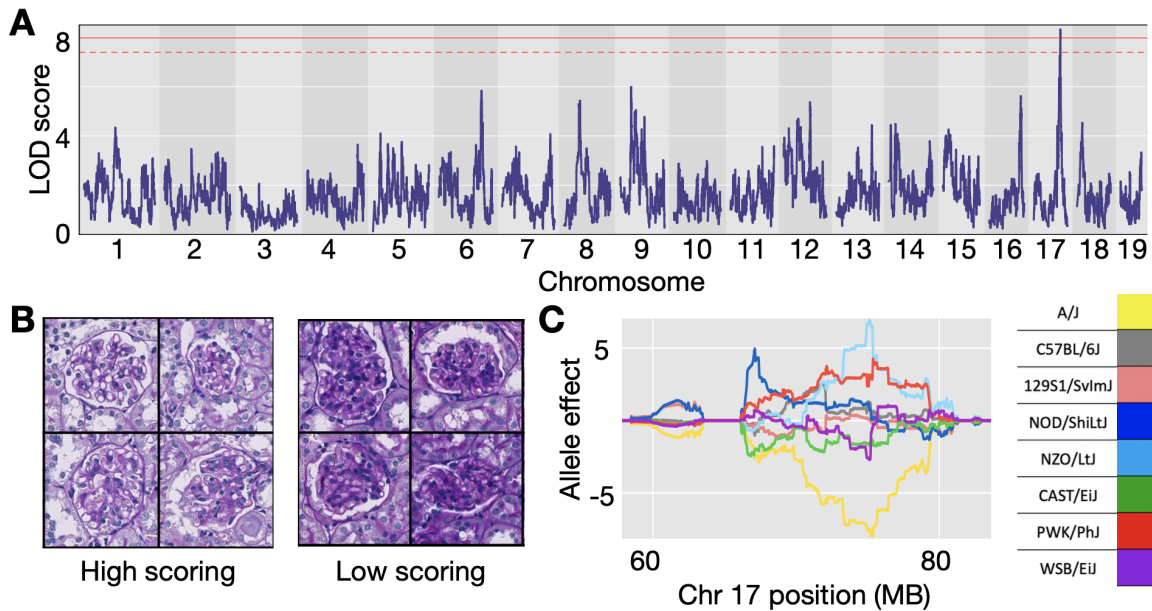 A
8
4
0
LOD score
1 2 3 4 5 6 7 8 9 10 11 12 13 14 15 16 17 18 19
Chromosome
B
High scoring
Low scoring
C
5
-5
Allele effect
60 80
Chr 17 position (MB)
A/J
C57BL/6J
129S1/SvlmJ
NOD/ShiLtJ
NZO/LtJ
CAST/EiJ
PWK/PhJ
WSB/EiJ